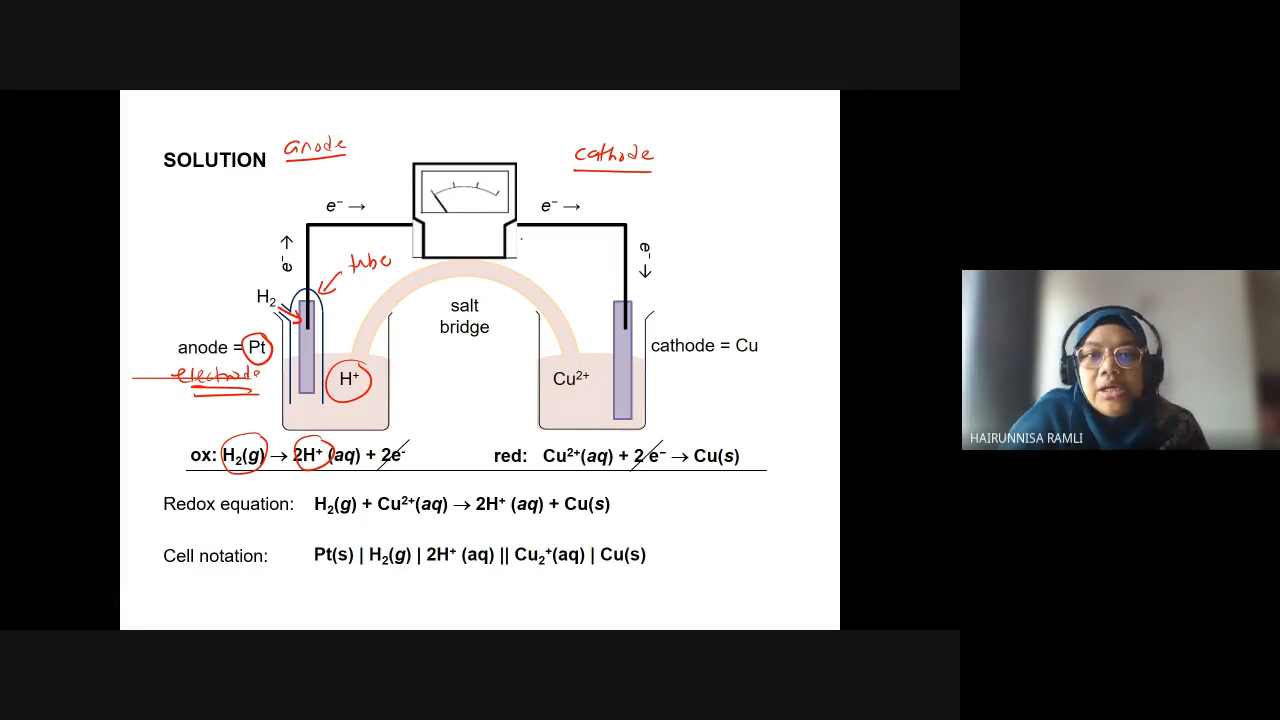 SOLUTION
anode
cathode
e⁻ →
e⁻ →
e⁻ →
e⁻ →
tube
H₂
salt
bridge
anode = Pt
electrode
H⁺
Cu²⁺
cathode = Cu
ox: H₂(g) → 2H⁺ (aq) + 2e⁻
red: Cu²⁺(aq) + 2 e⁻ → Cu(s)
Redox equation: H₂(g) + Cu²⁺(aq) → 2H⁺ (aq) + Cu(s)
Cell notation: Pt(s) | H₂(g) | 2H⁺ (aq) || Cu₂⁺(aq) | Cu(s)
HAIRUNNISA RAMLI